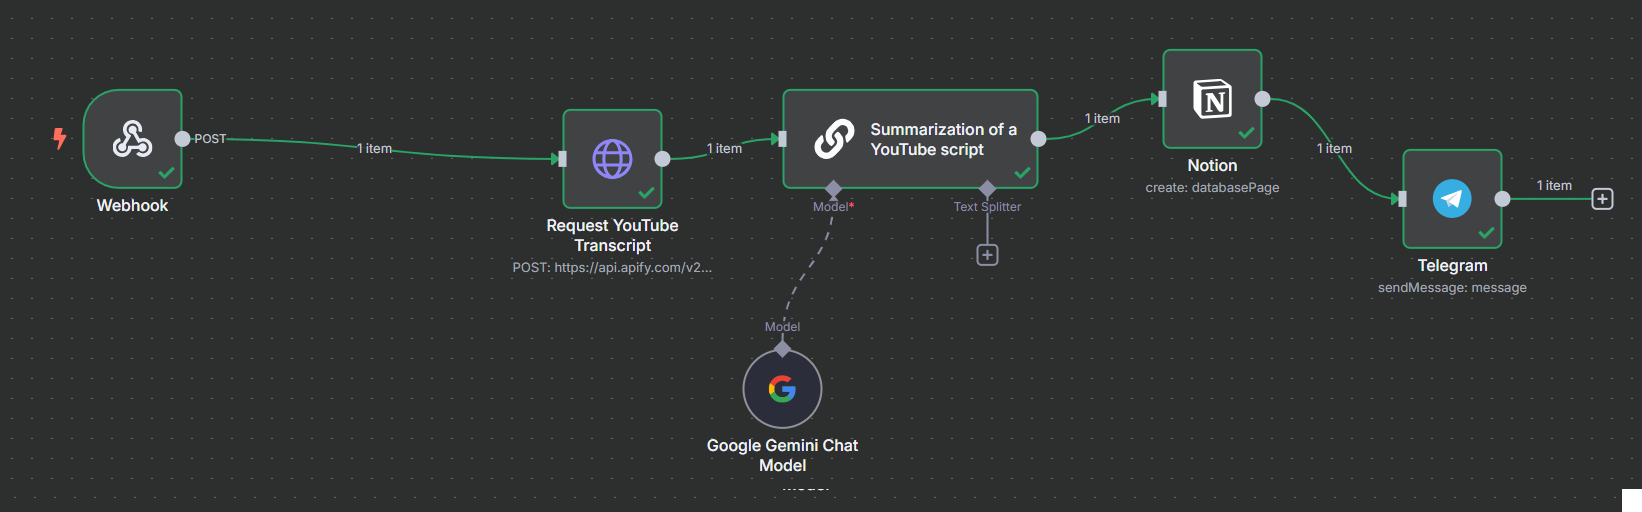 POST
1 item
Webhook
Request YouTube
Transcript
POST: https://api.apify.com/v2...
1 item
Summarization of a
YouTube script
Model*
Text Splitter
Model
Google Gemini Chat
Model
1 item
Notion
create: databasePage
1 item
Telegram
sendMessage: message
1 item